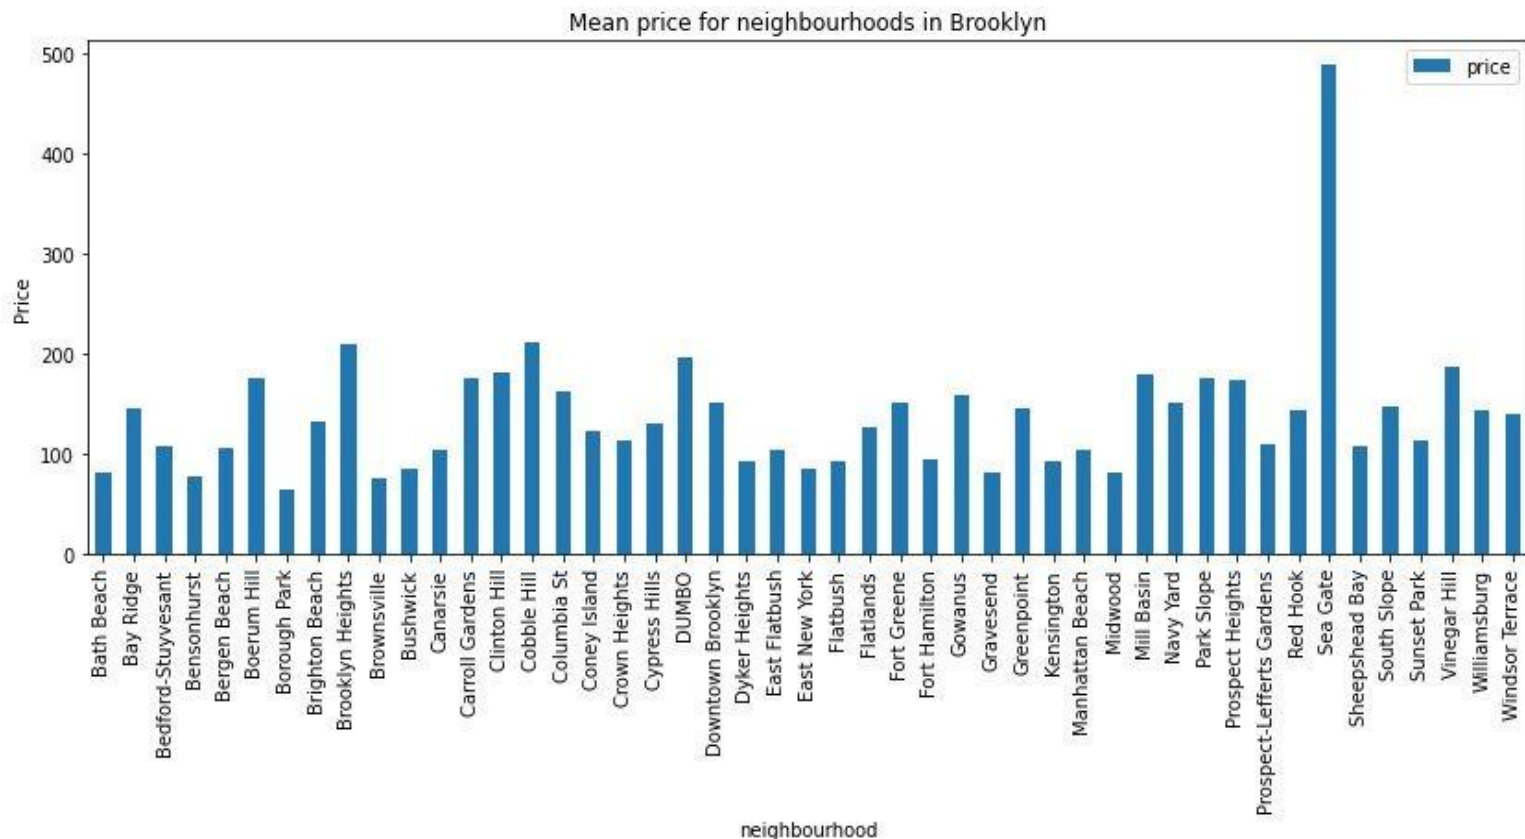 Mean price for neighbourhoods in Brooklyn
price
500
400
300
200
100
0
Price
Bath Beach
Bay Ridge
Bedford-Stuyvesant
Bensonhurst
Bergen Beach
Boerum Hill
Borough Park
Brighton Beach
Brooklyn Heights
Brownsville
Bushwick
Canarsie
Carroll Gardens
Clinton Hill
Cobble Hill
Columbia St
Coney Island
Crown Heights
Cypress Hills
DUMBO
Downtown Brooklyn
Dyker Heights
East Flatbush
East New York
Flatbush
Flatlands
Fort Greene
Fort Hamilton
Gowanus
Gravesend
Greenpoint
Kensington
Manhattan Beach
Midwood
Mill Basin
Navy Yard
Park Slope
Prospect Heights
Prospect-Lefferts Gardens
Red Hook
Sea Gate
Sheepshead Bay
South Slope
Sunset Park
Vinegar Hill
Williamsburg
Windsor Terrace
neighbourhood